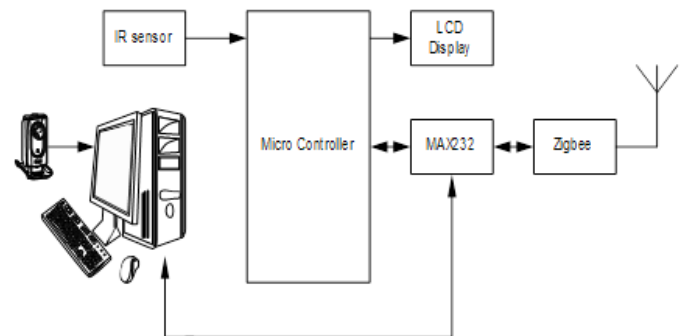 IR sensor
LCD
Display
Micro Controller
MAX232
Zigbee